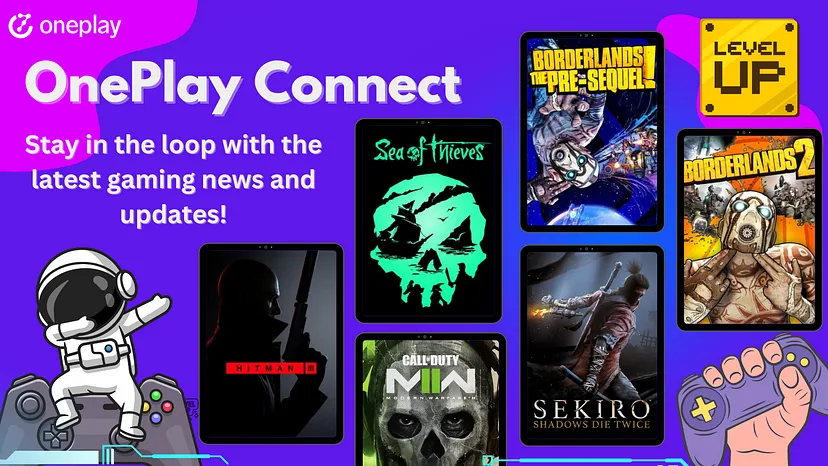 oneplay
OnePlay Connect
Stay in the loop with the
latest gaming news and
updates!
LEVEL
UP
BORDERLANDS
THE PRE-SEQUEL!
Sea of Thieves
BORDERLANDS 2
HITMAN III
CALL OF DUTY
MWII
MODERN WARFARE II
SEKIRO
SHADOWS DIE TWICE